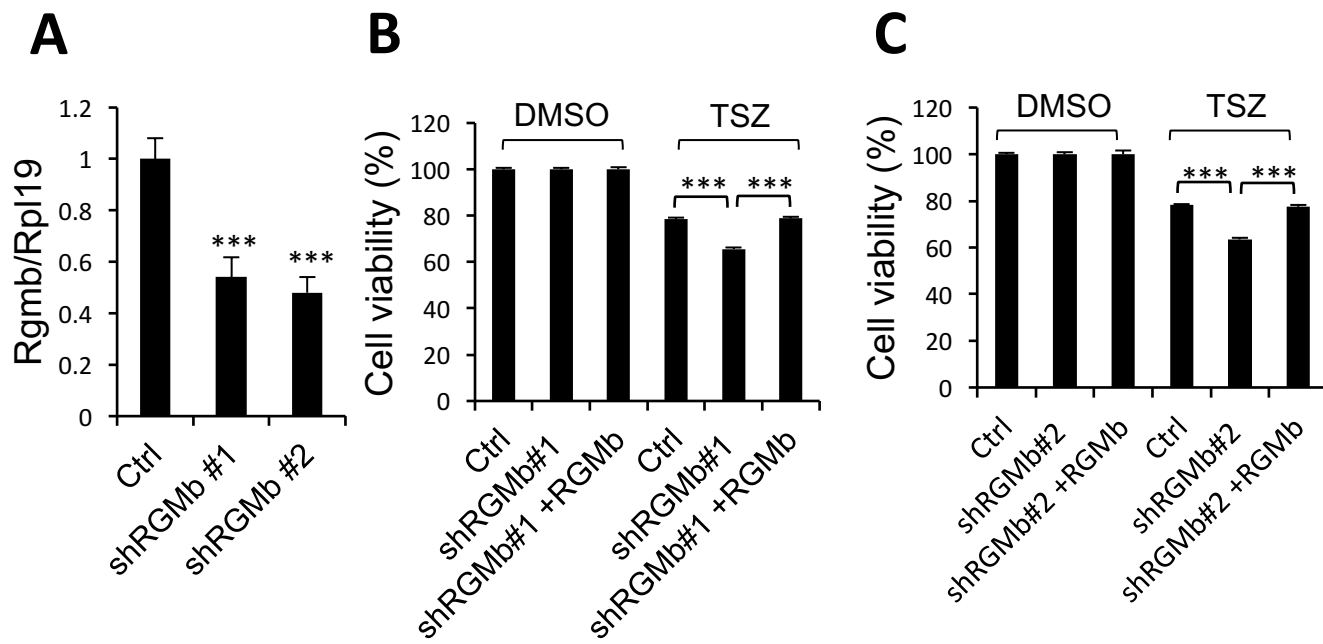 A
Rgmb/Rpl19
1.2
1
0.8
0.6
0.4
0.2
0
***
***
Ctrl
shRGMb #1
shRGMb #2
B
Cell viability (%)
120
100
80
60
40
20
0
DMSO
TSZ
***
***
Ctrl
shRGMb#1
shRGMb#1 +RGMb
Ctrl
shRGMb#1
shRGMb#1 +RGMb
C
Cell viability (%)
120
100
80
60
40
20
0
DMSO
TSZ
***
***
Ctrl
shRGMb#2
shRGMb#2 +RGMb
Ctrl
shRGMb#2
shRGMb#2 +RGMb